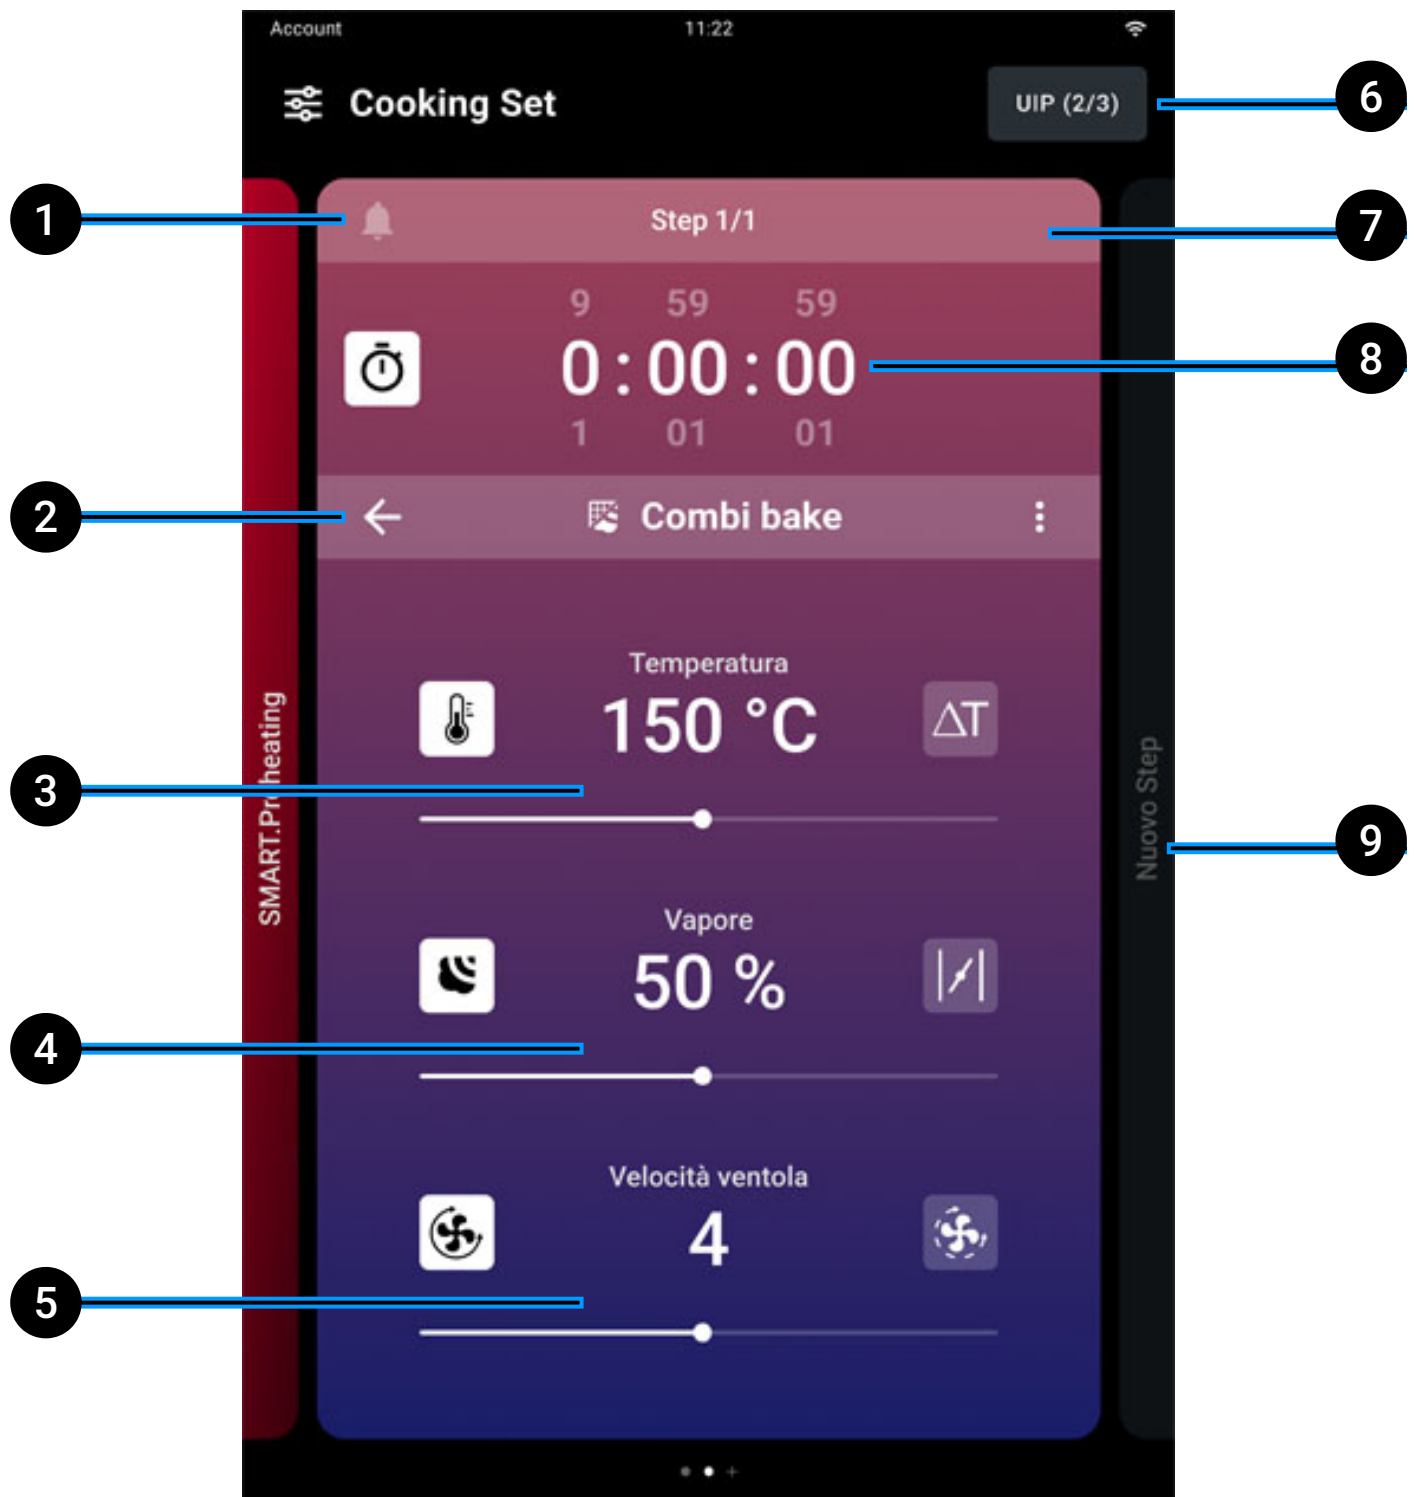 Account
11:22
Cooking Set
UIP (2/3)
6
1
Step 1/1
7
9 59 59
0 : 00 : 00
8
1 01 01
2
Combi bake
Temperatura
150 °C
ΔT
3
SMART.Preheating
Nuovo Step
9
Vapore
50 %
4
Velocità ventola
4
5